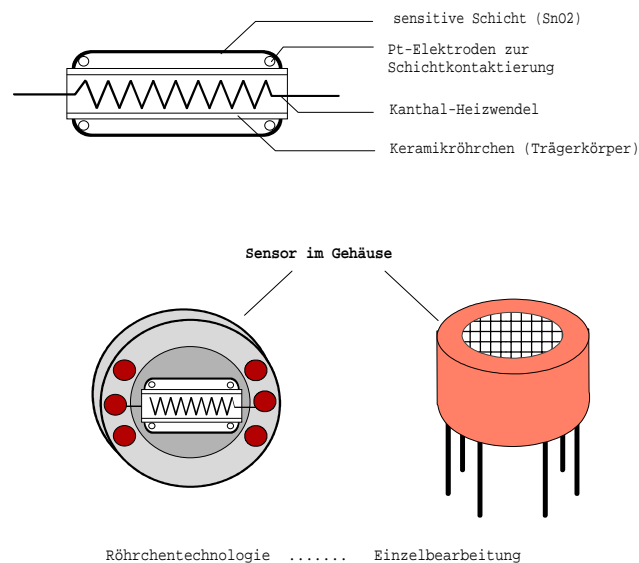 sensitive Schicht (SnO2)
Pt-Elektroden zur
Schichtkontaktierung
Kanthal-Heizwendel
Keramikröhrchen (Trägerkörper)
Sensor im Gehäuse
Röhrchentechnologie ....... Einzelbearbeitung